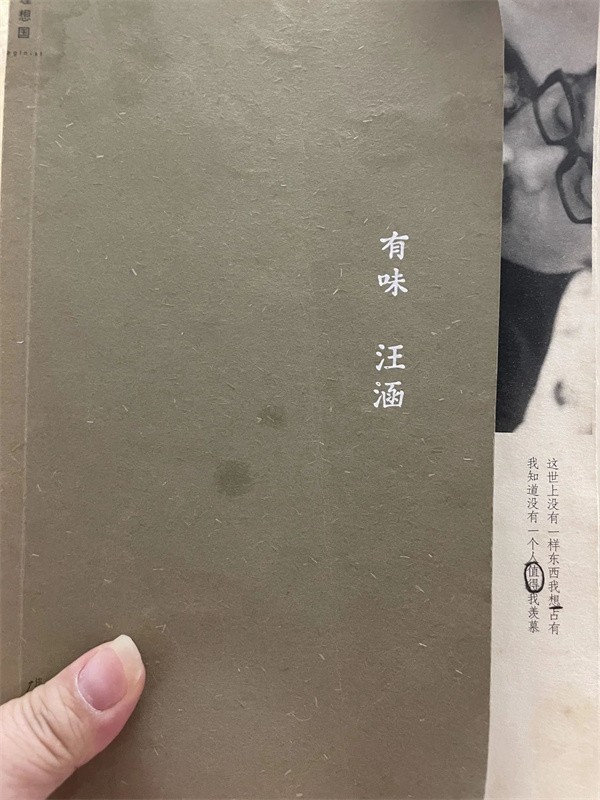 想国
有味 汪涵
这世上没有一样东西我想占有
我知道没有一个人值得我羡慕